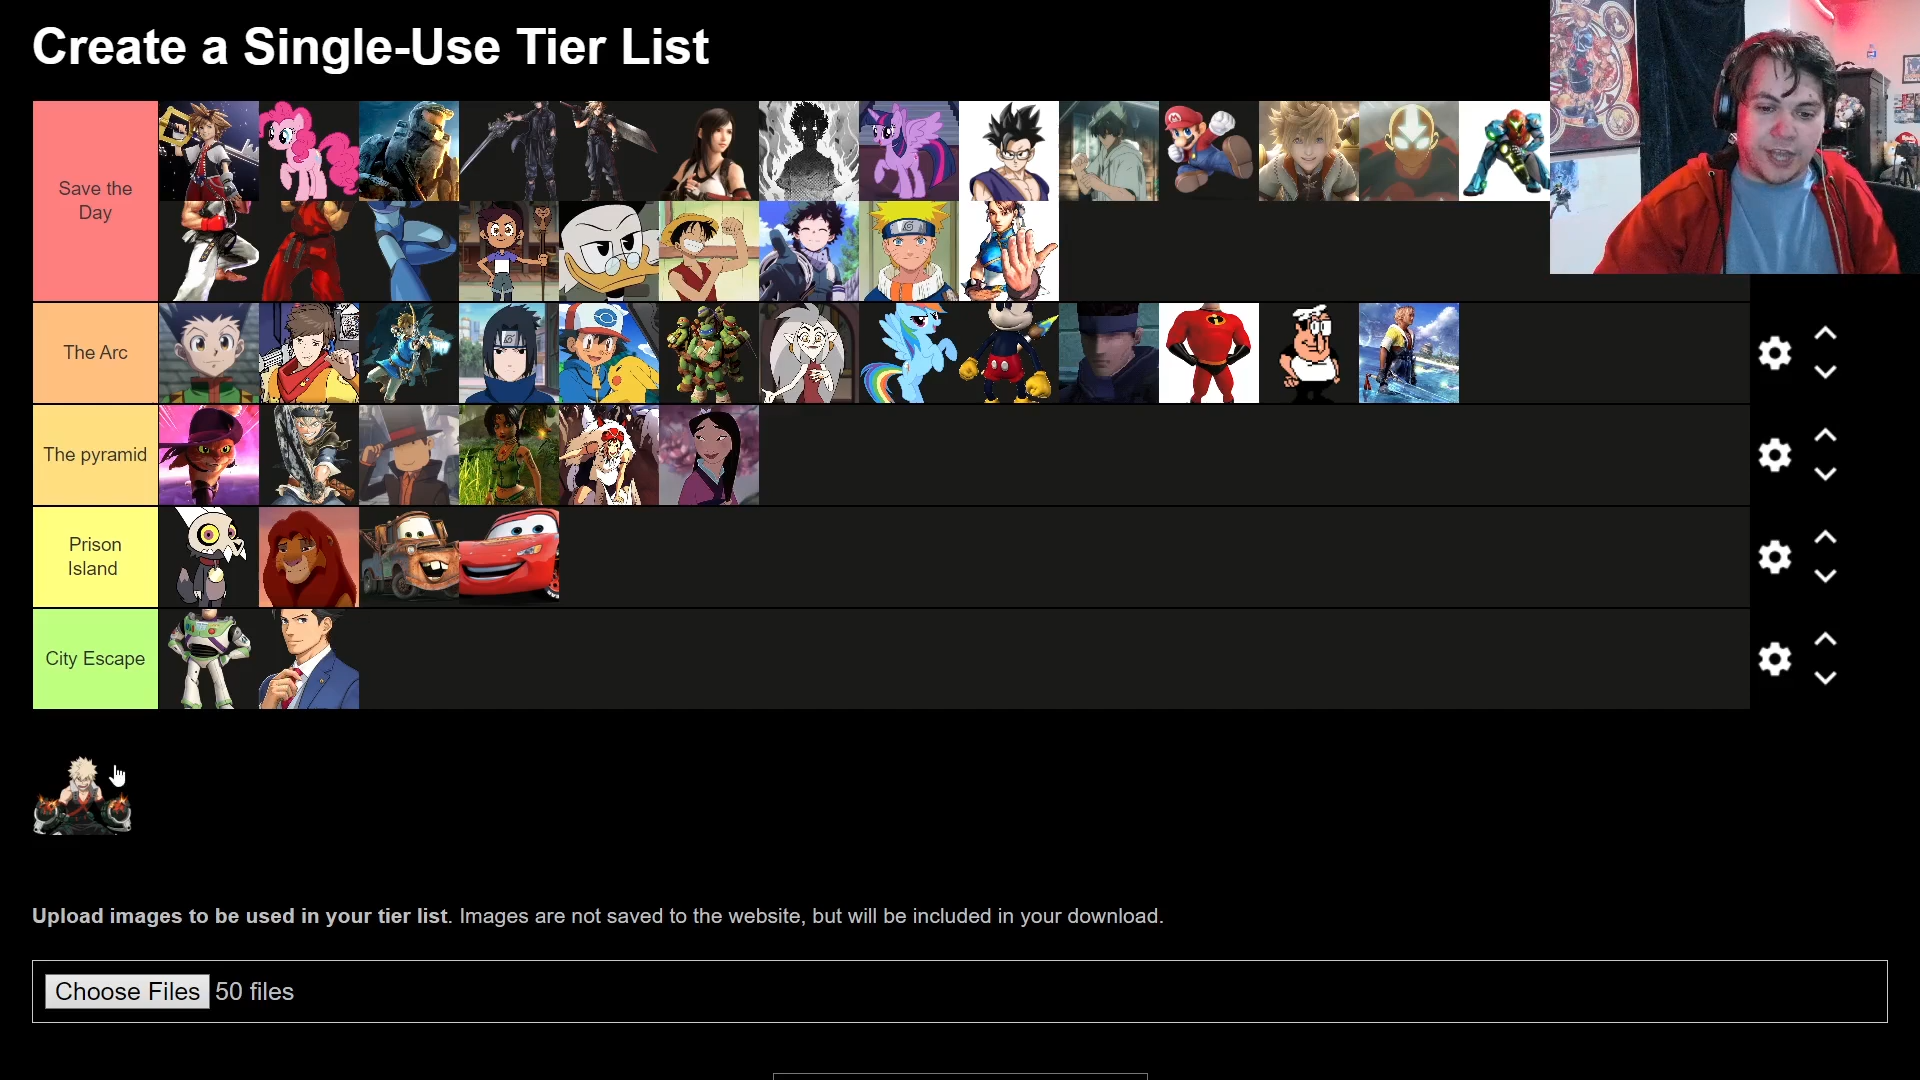 Create a Single-Use Tier List
Save the
Day
The Arc
The pyramid
Prison
Island
City Escape
Upload images to be used in your tier list. Images are not saved to the website, but will be included in your download.
Choose Files 50 files